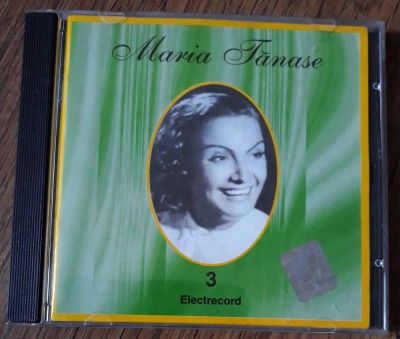 Maria Tănase
3
Electrecord